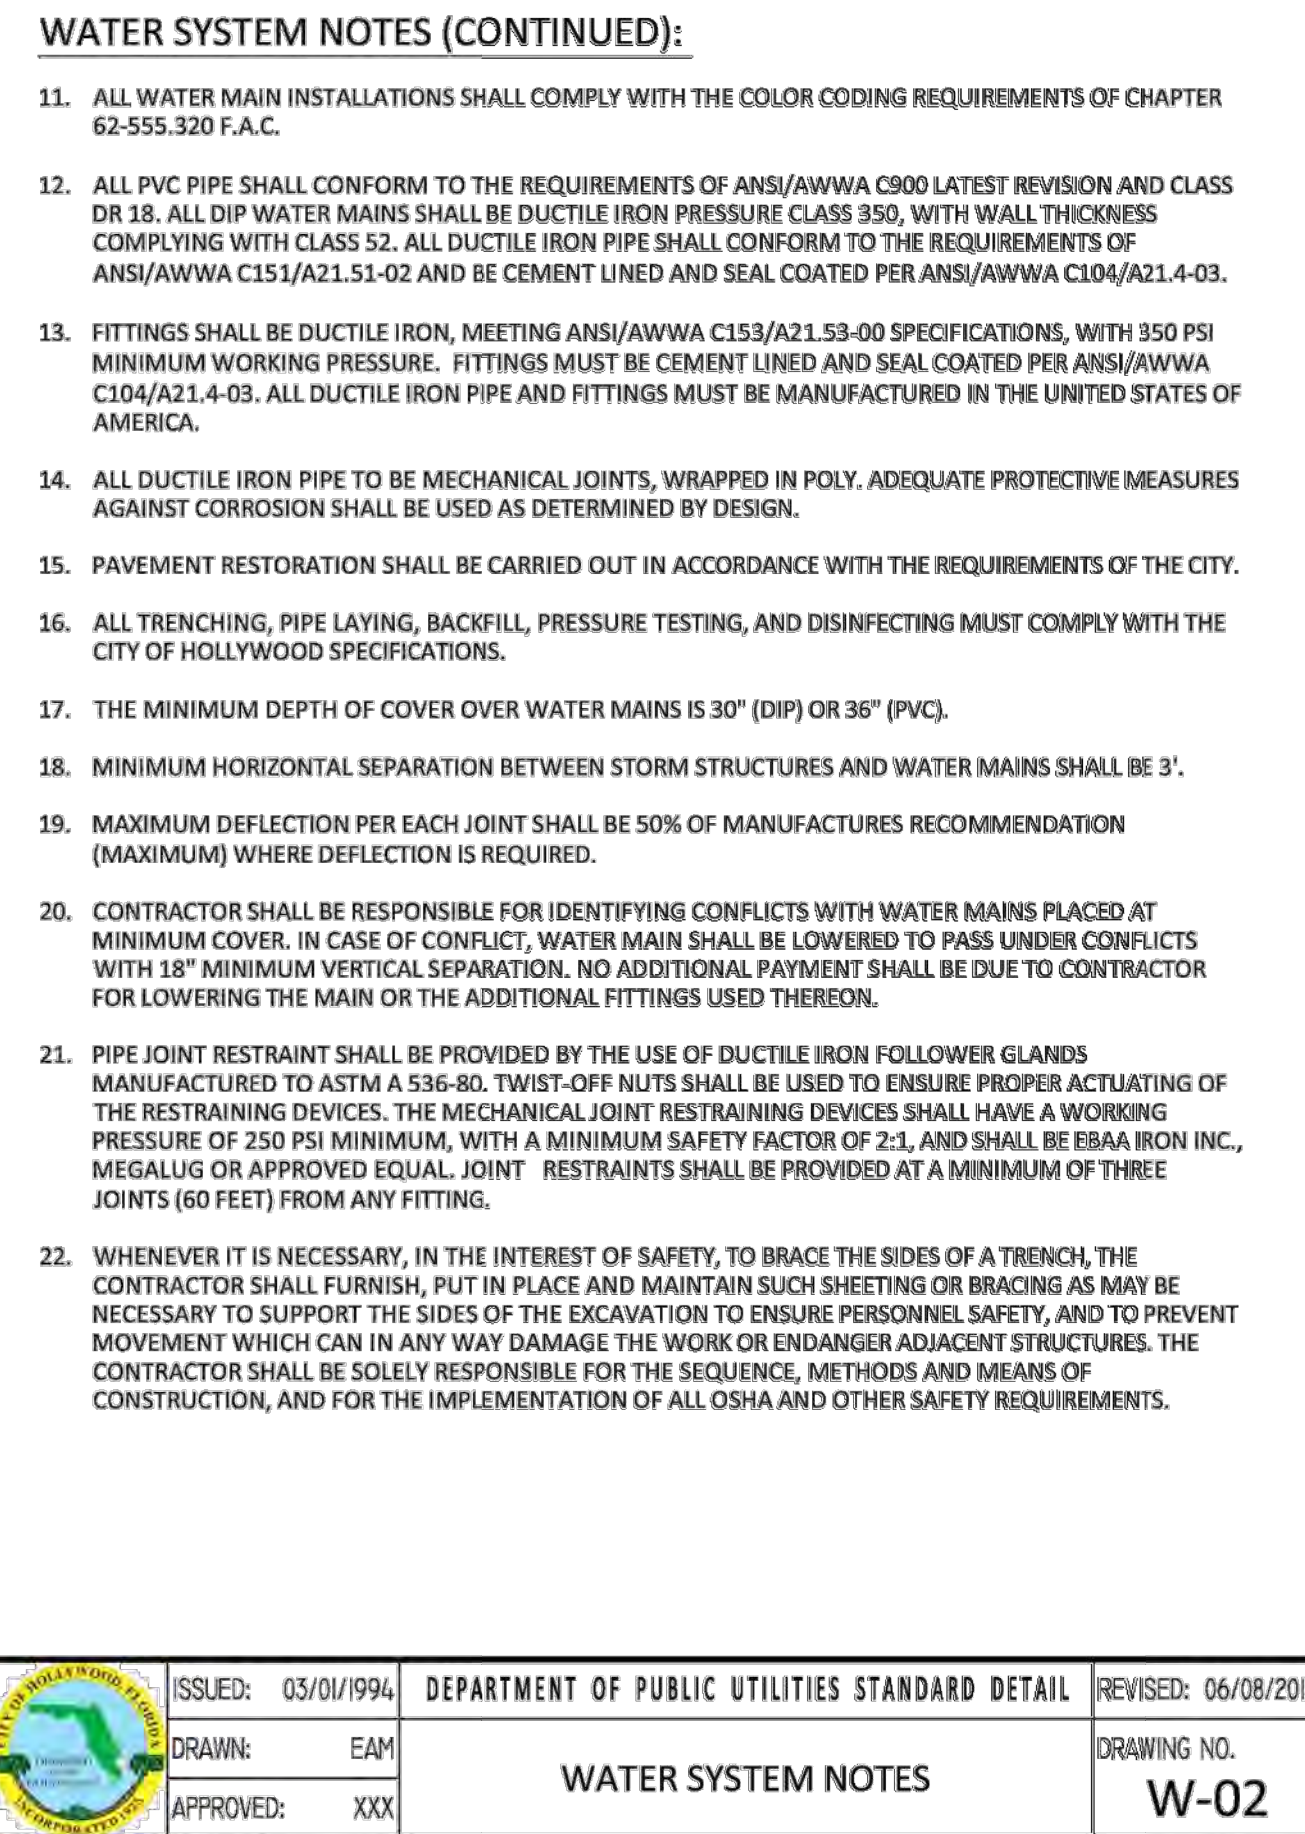 WATER SYSTEM NOTES (CONTINUED):
11. ALL WATER MAIN INSTALLATIONS SHALL COMPLY WITH THE COLOR CODING REQUIREMENTS OF CHAPTER
62-555.320 F.A.C.
12. ALL PVC PIPE SHALL CONFORM TO THE REQUIREMENTS OF ANSI/AWWA C900 LATEST REVISION AND CLASS
DR 18. ALL DIP WATER MAINS SHALL BE DUCTILE IRON PRESSURE CLASS 350, WITH WALL THICKNESS
COMPLYING WITH CLASS 52. ALL DUCTILE IRON PIPE SHALL CONFORM TO THE REQUIREMENTS OF
ANSI/AWWA C151/A21.51-02 AND BE CEMENT LINED AND SEAL COATED PER ANSI/AWWA C104/A21.4-03.
13. FITTINGS SHALL BE DUCTILE IRON, MEETING ANSI/AWWA C153/A21.53-00 SPECIFICATIONS, WITH 350 PSI
MINIMUM WORKING PRESSURE. FITTINGS MUST BE CEMENT LINED AND SEAL COATED PER ANSI/AWWA
C104/A21.4-03. ALL DUCTILE IRON PIPE AND FITTINGS MUST BE MANUFACTURED IN THE UNITED STATES OF
AMERICA.
14. ALL DUCTILE IRON PIPE TO BE MECHANICAL JOINTS, WRAPPED IN POLY. ADEQUATE PROTECTIVE MEASURES
AGAINST CORROSION SHALL BE USED AS DETERMINED BY DESIGN.
15. PAVEMENT RESTORATION SHALL BE CARRIED OUT IN ACCORDANCE WITH THE REQUIREMENTS OF THE CITY.
16. ALL TRENCHING, PIPE LAYING, BACKFILL, PRESSURE TESTING, AND DISINFECTING MUST COMPLY WITH THE
CITY OF HOLLYWOOD SPECIFICATIONS.
17. THE MINIMUM DEPTH OF COVER OVER WATER MAINS IS 30" (DIP) OR 36" (PVC).
18. MINIMUM HORIZONTAL SEPARATION BETWEEN STORM STRUCTURES AND WATER MAINS SHALL BE 3'.
19. MAXIMUM DEFLECTION PER EACH JOINT SHALL BE 50% OF MANUFACTURES RECOMMENDATION
(MAXIMUM) WHERE DEFLECTION IS REQUIRED.
20. CONTRACTOR SHALL BE RESPONSIBLE FOR IDENTIFYING CONFLICTS WITH WATER MAINS PLACED AT
MINIMUM COVER. IN CASE OF CONFLICT, WATER MAIN SHALL BE LOWERED TO PASS UNDER CONFLICTS
WITH 18" MINIMUM VERTICAL SEPARATION. NO ADDITIONAL PAYMENT SHALL BE DUE TO CONTRACTOR
FOR LOWERING THE MAIN OR THE ADDITIONAL FITTINGS USED THEREON.
21. PIPE JOINT RESTRAINT SHALL BE PROVIDED BY THE USE OF DUCTILE IRON FOLLOWER GLANDS
MANUFACTURED TO ASTM A 536-80. TWIST-OFF NUTS SHALL BE USED TO ENSURE PROPER ACTUATING OF
THE RESTRAINING DEVICES. THE MECHANICAL JOINT RESTRAINING DEVICES SHALL HAVE A WORKING
PRESSURE OF 250 PSI MINIMUM, WITH A MINIMUM SAFETY FACTOR OF 2:1, AND SHALL BE EBAA IRON INC.,
MEGALUG OR APPROVED EQUAL. JOINT RESTRAINTS SHALL BE PROVIDED AT A MINIMUM OF THREE
JOINTS (60 FEET) FROM ANY FITTING.
22. WHENEVER IT IS NECESSARY, IN THE INTEREST OF SAFETY, TO BRACE THE SIDES OF A TRENCH, THE
CONTRACTOR SHALL FURNISH, PUT IN PLACE AND MAINTAIN SUCH SHEETING OR BRACING AS MAY BE
NECESSARY TO SUPPORT THE SIDES OF THE EXCAVATION TO ENSURE PERSONNEL SAFETY, AND TO PREVENT
MOVEMENT WHICH CAN IN ANY WAY DAMAGE THE WORK OR ENDANGER ADJACENT STRUCTURES. THE
CONTRACTOR SHALL BE SOLELY RESPONSIBLE FOR THE SEQUENCE, METHODS AND MEANS OF
CONSTRUCTION, AND FOR THE IMPLEMENTATION OF ALL OSHA AND OTHER SAFETY REQUIREMENTS.
CITY OF HOLLYWOOD, FLORIDA
INCORPORATED 1925
ISSUED: 03/01/1994
DRAWN: EAM
APPROVED: XXX
DEPARTMENT OF PUBLIC UTILITIES STANDARD DETAIL
WATER SYSTEM NOTES
REVISED: 06/08/201
DRAWING NO.
W-02